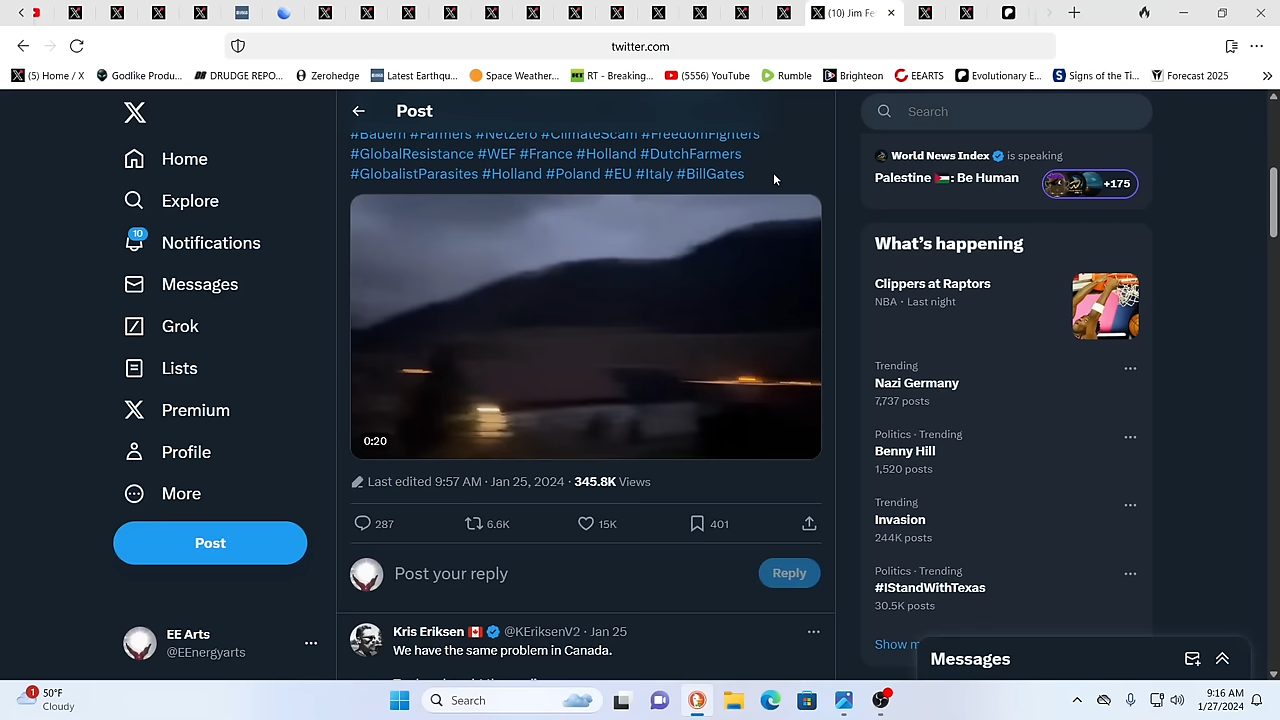 (10) Jim Fe
twitter.com
(5) Home / X
Godlike Produ...
DRUDGE REPO...
Zerohedge
Latest Earthqu...
Space Weather...
RT - Breaking...
(5556) YouTube
Rumble
Brighteon
EEARTS
Evolutionary E...
Signs of the Ti...
Forecast 2025
Home
Explore
10
Notifications
Messages
Grok
Lists
Premium
Profile
More
Post
EE Arts
@EEnergyarts
Post
#Bauern #Farmers #NetZero #ClimateScam #FreedomFighters
#GlobalResistance #WEF #France #Holland #DutchFarmers
#GlobalistParasites #Holland #Poland #EU #Italy #BillGates
0:20
Last edited 9:57 AM · Jan 25, 2024 · 345.8K Views
287
6.6K
15K
401
Post your reply
Reply
Kris Eriksen @KEriksenV2 · Jan 25
We have the same problem in Canada.
Search
World News Index is speaking
Palestine 🇵🇸: Be Human
+175
What's happening
Clippers at Raptors
NBA · Last night
Trending
Nazi Germany
7,737 posts
Politics · Trending
Benny Hill
1,520 posts
Trending
Invasion
244K posts
Politics · Trending
#IStandWithTexas
30.5K posts
Show
Messages
1
50°F
Cloudy
Search
9:16 AM
1/27/2024